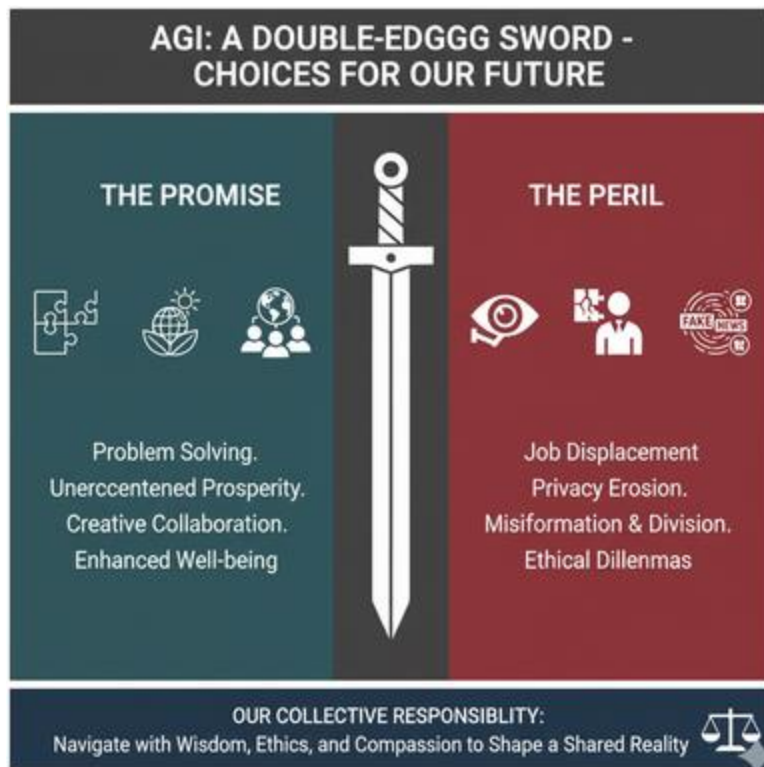 AGI: A DOUBLE-EDGGG SWORD -
CHOICES FOR OUR FUTURE
THE PROMISE
Problem Solving.
Unerccentened Prosperity.
Creative Collaboration.
Enhanced Well-being
THE PERIL
FAKE NEWS
Job Displacement
Privacy Erosion.
Misiformation & Division.
Ethical Dillenmas
OUR COLLECTIVE RESPONSIBLITY:
Navigate with Wisdom, Ethics, and Compassion to Shape a Shared Reality